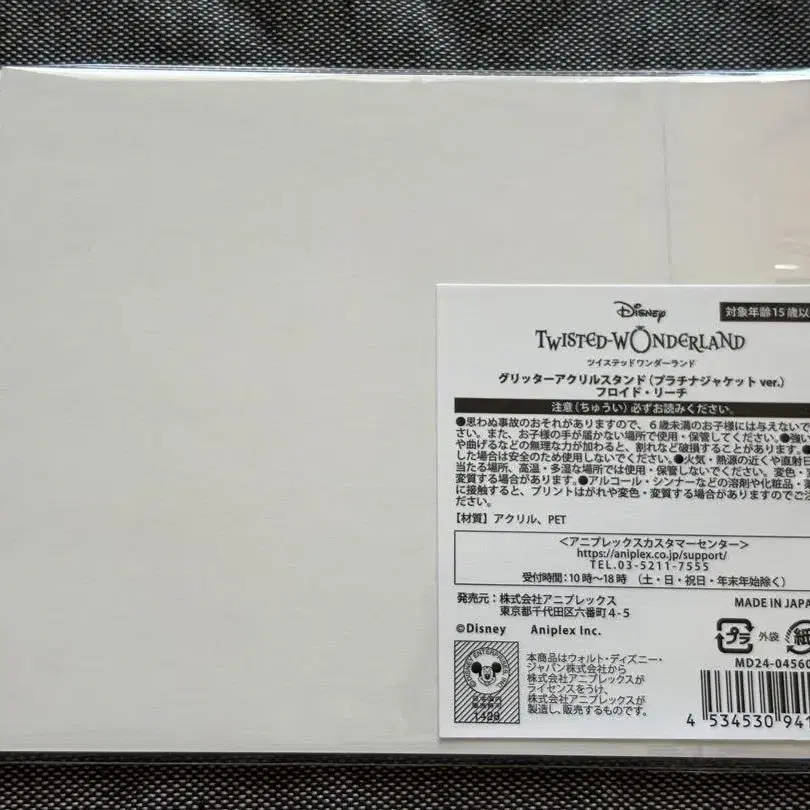 Disney
対象年齢15歳以
TWISTED-WONDERLAND
ツイステッドワンダーランド
グリッターアクリルスタンド（プラチナジャケット ver.）
フロイド・リーチ
注意（ちゅうい）必ずお読みください。
●思わぬ事故のおそれがありますので、６歳未満のお子様には与えないで
さい。また、お子様の手が届かない場所で使用・保管してください。●強い
や曲げるなどの無理な力が加わると、割れなど破損することがあります。●
した場合は安全のため使用しないでください。●火気・熱源の近くや直射日
当たる場所、高温・多湿な場所では使用・保管しないでください。変色・
変質する場合があります。●アルコール・シンナーなどの溶剤や化粧品・
に接触すると、プリントはがれや変色・変質する場合がありますのでご注
ださい。
【材質】アクリル、PET
＜アニプレックスカスタマーセンター＞
https://aniplex.co.jp/support/
TEL.03-5211-7555
受付時間：10時～18時 （土・日・祝日・年末年始除く）
発売元：株式会社アニプレックス
東京都千代田区六番町4-5
MADE IN JAPA
©Disney Aniplex Inc.
プラ 外袋 紙
MD24-04560
DISNEY ENTERPRISES INC.
1428
本商品はウォルト・ディズニー・
ジャパン株式会社から
株式会社アニプレックスが
ライセンスをうけ、
株式会社アニプレックスが
製造し、販売するものです。
4 534530 941